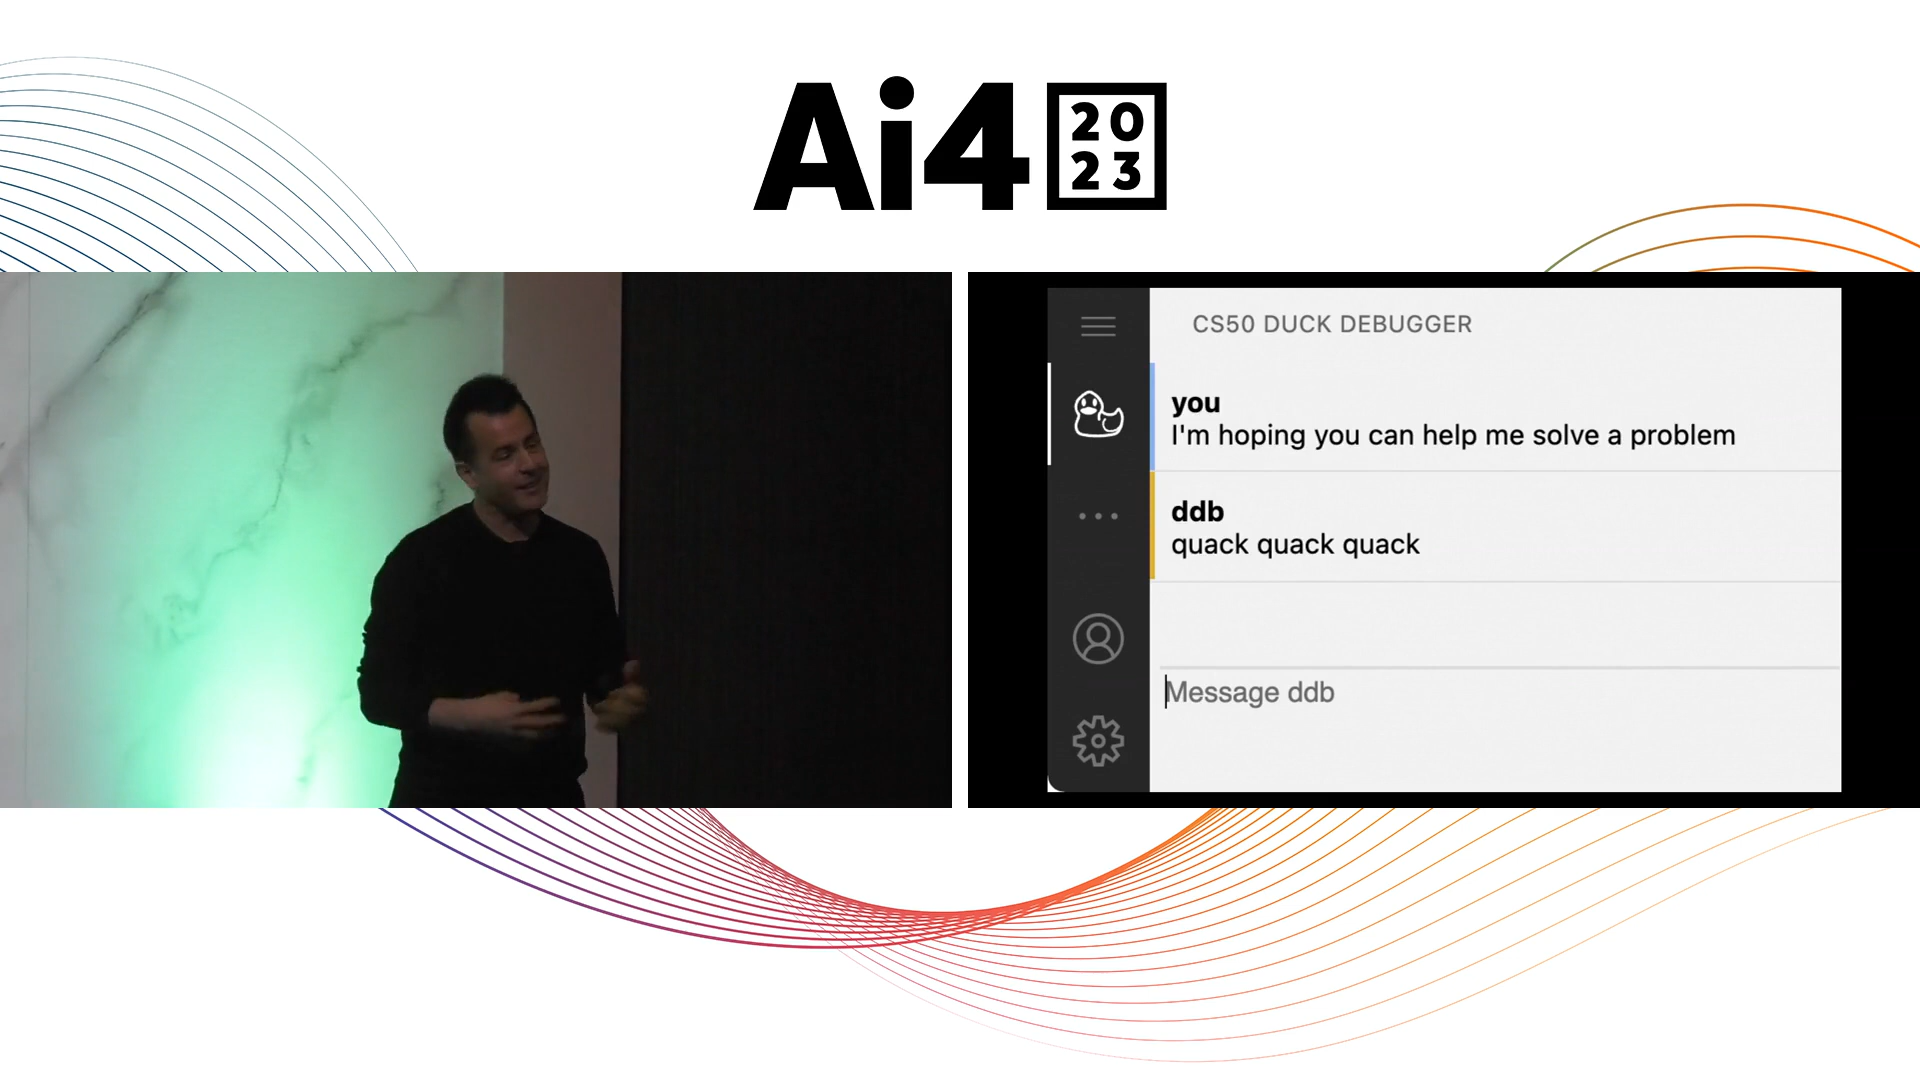 Ai4 20
23
CS50 DUCK DEBUGGER
you
I'm hoping you can help me solve a problem
ddb
quack quack quack
Message ddb